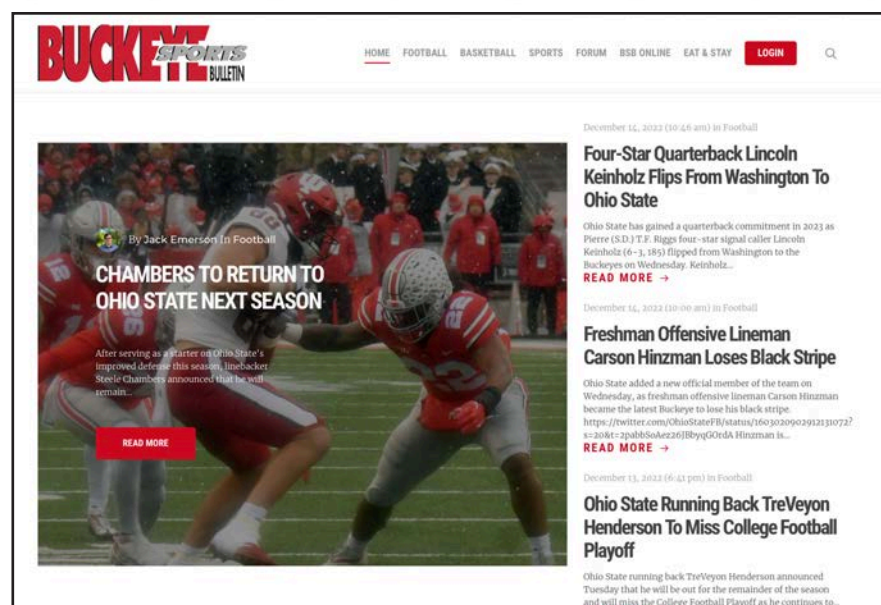 BUCKEYE
SPORTS
BULLETIN
HOME FOOTBALL BASKETBALL SPORTS FORUM BSB ONLINE EAT & STAY LOGIN
By Jack Emerson In Football
CHAMBERS TO RETURN TO
OHIO STATE NEXT SEASON
After serving as a starter on Ohio State's
improved defense this season, linebacker
Steele Chambers announced that he will
remain...
READ MORE
22
December 14, 2022 (10:46 am) in Football
Four-Star Quarterback Lincoln
Keinholz Flips From Washington To
Ohio State
Ohio State has gained a quarterback commitment in 2023 as
Pierre (S.D.) T.F. Riggs four-star signal caller Lincoln
Keinholz (6-3, 185) flipped from Washington to the
Buckeyes on Wednesday. Keinholz...
READ MORE →
December 14, 2022 (10:00 am) in Football
Freshman Offensive Lineman
Carson Hinzman Loses Black Stripe
Ohio State added a new official member of the team on
Wednesday, as freshman offensive lineman Carson Hinzman
became the latest Buckeye to lose his black stripe.
https://twitter.com/OhioStateFB/status/1603020902912131072?
s=20&t=2pabbSoAez26JBbyqGOrdA Hinzman is...
READ MORE →
December 13, 2022 (6:41 pm) in Football
Ohio State Running Back TreVeyon
Henderson To Miss College Football
Playoff
Ohio State running back TreVeyon Henderson announced
Tuesday that he will be out for the remainder of the season
and will miss the College Football Playoff as he continues to...